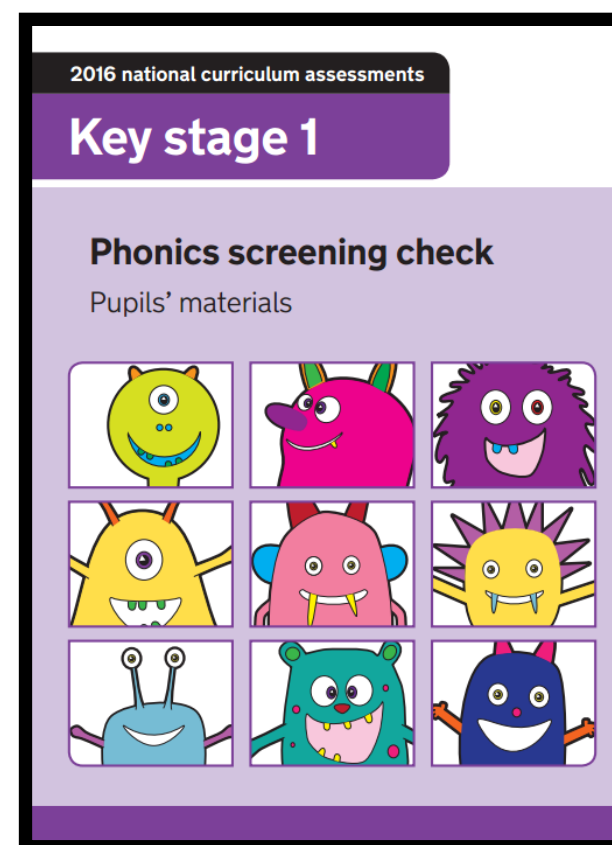 2016 national curriculum assessments
Key stage 1
Phonics screening check
Pupils’ materials